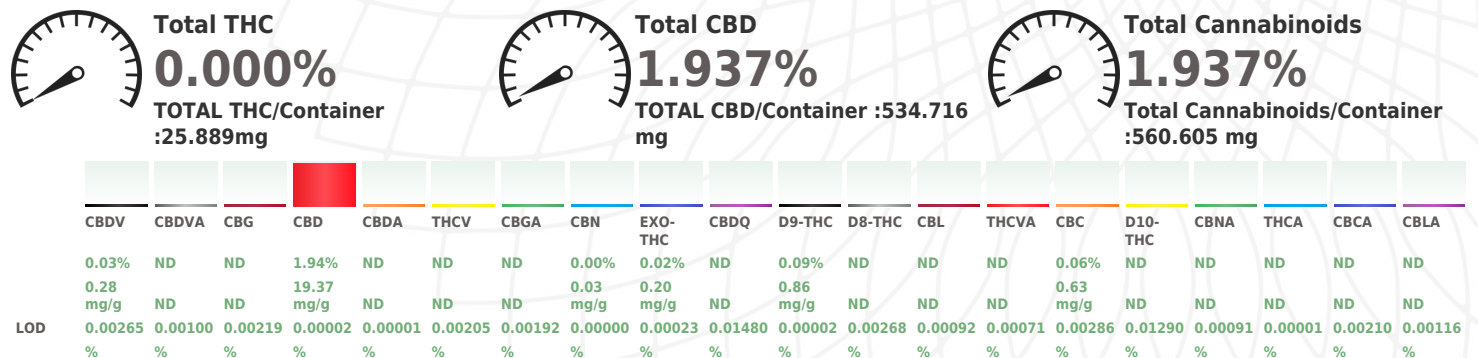 Total THC
0.000%
TOTAL THC/Container
:25.889mg
Total CBD
1.937%
TOTAL CBD/Container :534.716
mg
Total Cannabinoids
1.937%
Total Cannabinoids/Container
:560.605 mg
CBDV CBDVA CBG CBD CBDA THCV CBGA CBN EXO- CBDQ D9-THC D8-THC CBL THCVA CBC D10- CBNA THCA CBCA CBLA
THC THC
0.03% ND ND 1.94% ND ND ND 0.00% 0.02% ND 0.09% ND ND ND 0.06% ND ND ND ND ND
0.28 19.37 0.03 0.20 0.86 0.63
mg/g ND ND mg/g ND ND ND mg/g mg/g ND mg/g ND ND ND mg/g ND ND ND ND ND
LOD 0.00265 0.00100 0.00219 0.00002 0.00001 0.00205 0.00192 0.00000 0.00023 0.01480 0.00002 0.00268 0.00092 0.00071 0.00286 0.01290 0.00091 0.00001 0.00210 0.00116
% % % % % % % % % % % % % % % % % % % %